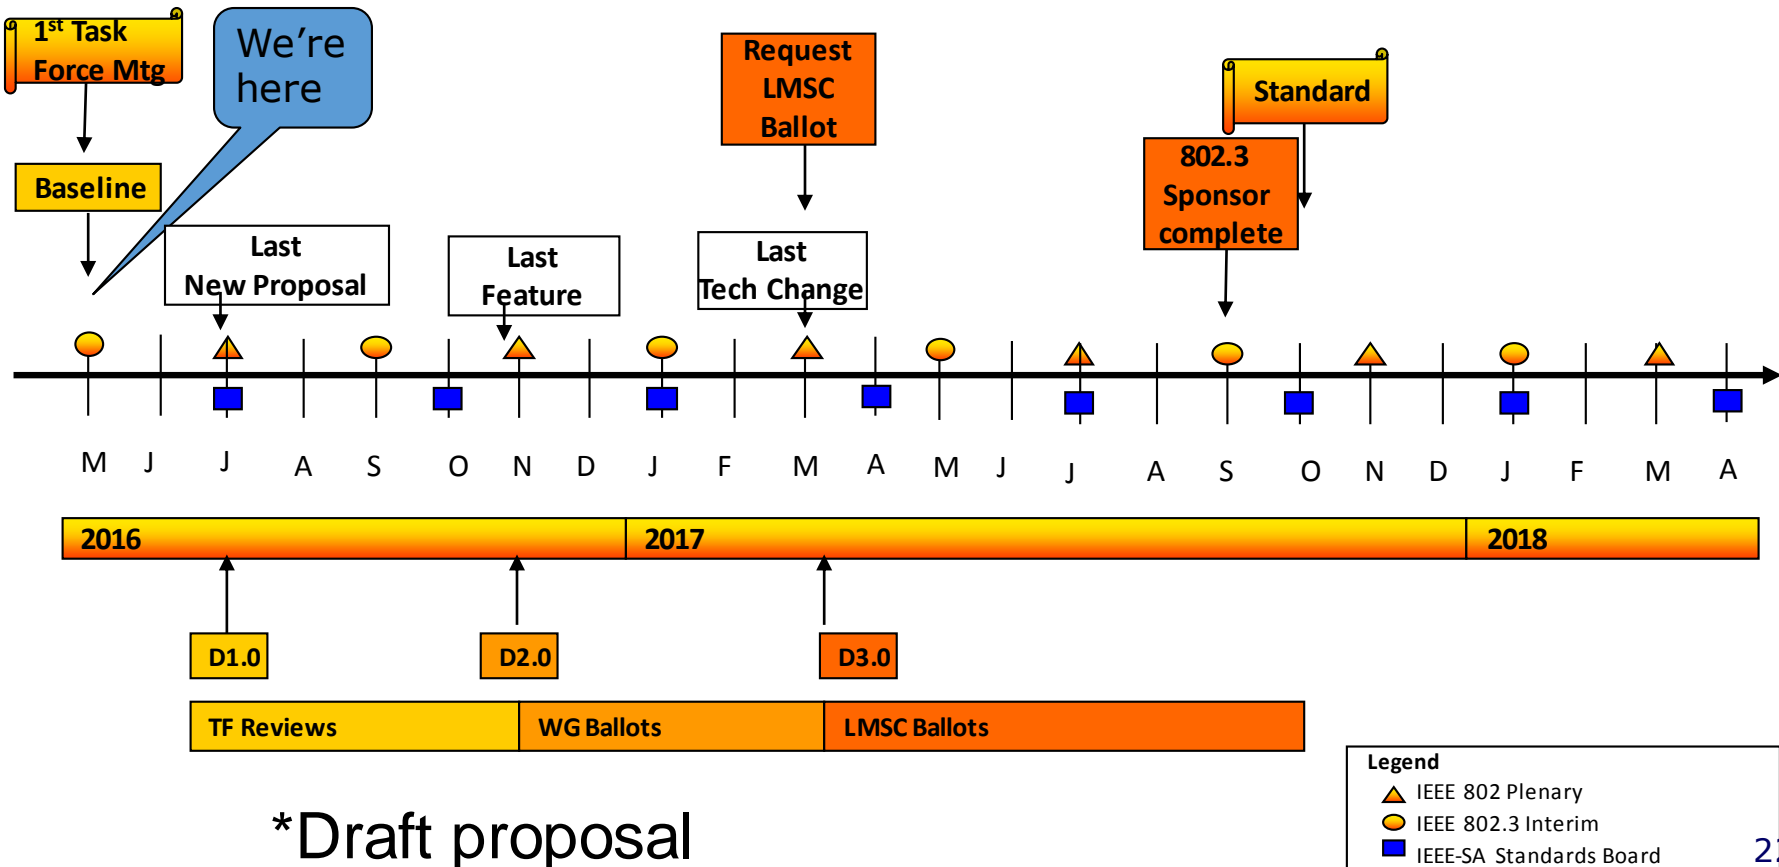 1st Task
Force Mtg
We're
here
Request
LMSC
Ballot
Standard
Baseline
802.3
Sponsor
complete
Last
New Proposal
Last
Feature
Last
Tech Change
M J J A S O N D J F M A M J J A S O N D J F M A
2016 2017 2018
D1.0 D2.0 D3.0
TF Reviews WG Ballots LMSC Ballots
Legend
IEEE 802 Plenary
IEEE 802.3 Interim
IEEE-SA Standards Board
*Draft proposal